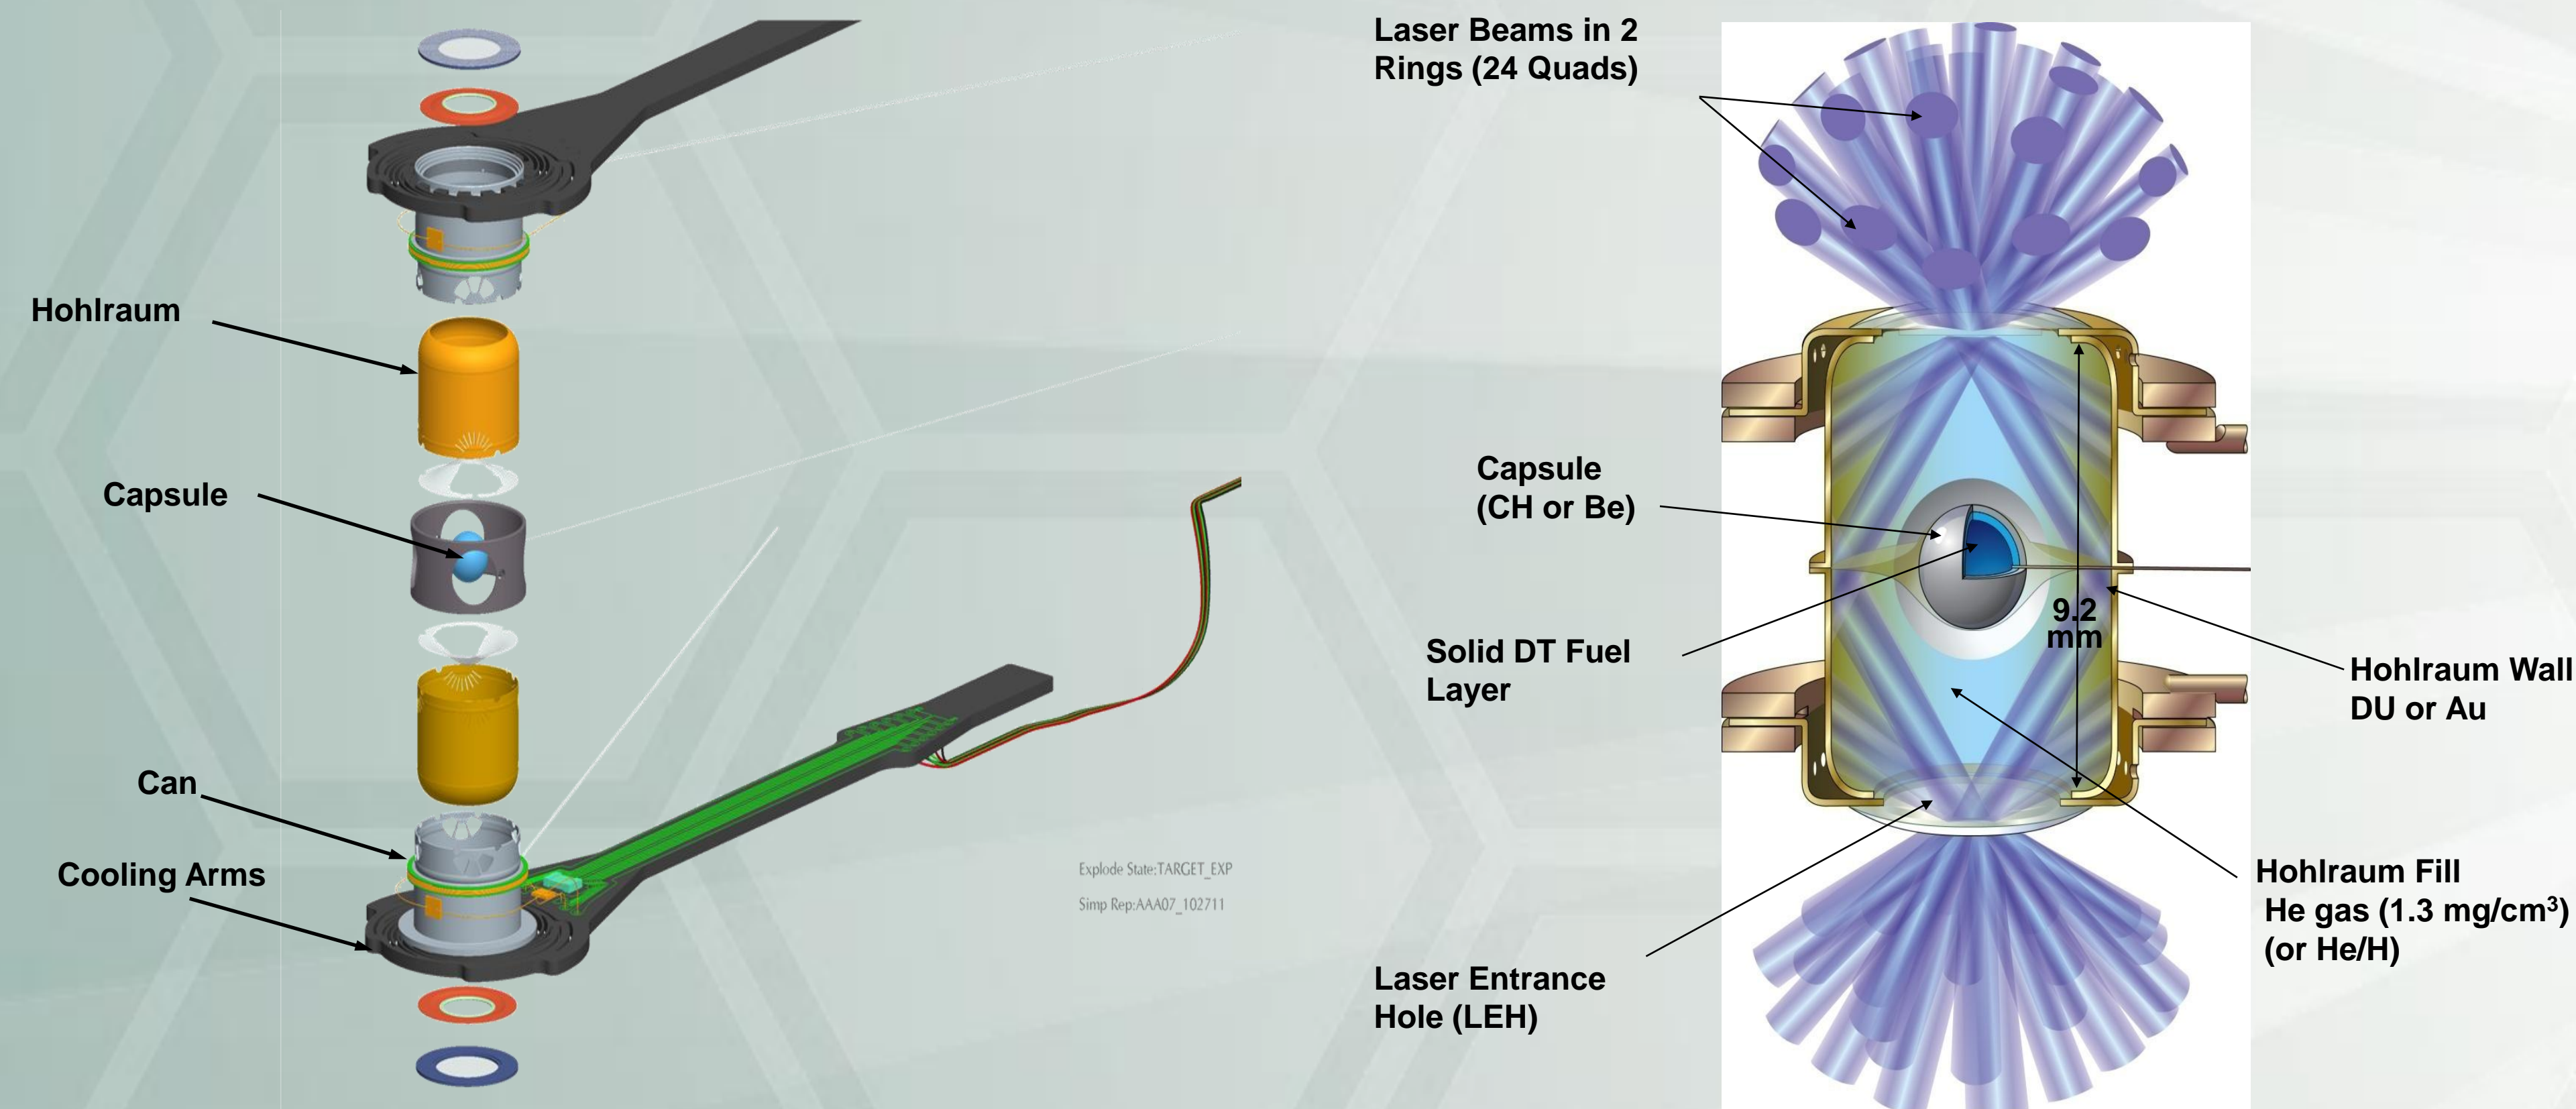 Hohlraum
Capsule
Can
Cooling Arms
Explode State:TARGET_EXP
Simp Rep:AAA07_102711
Laser Beams in 2
Rings (24 Quads)
Capsule
(CH or Be)
Solid DT Fuel
Layer
Laser Entrance
Hole (LEH)
9.2
mm
Hohlraum Wall
DU or Au
Hohlraum Fill
He gas (1.3 mg/cm³)
(or He/H)